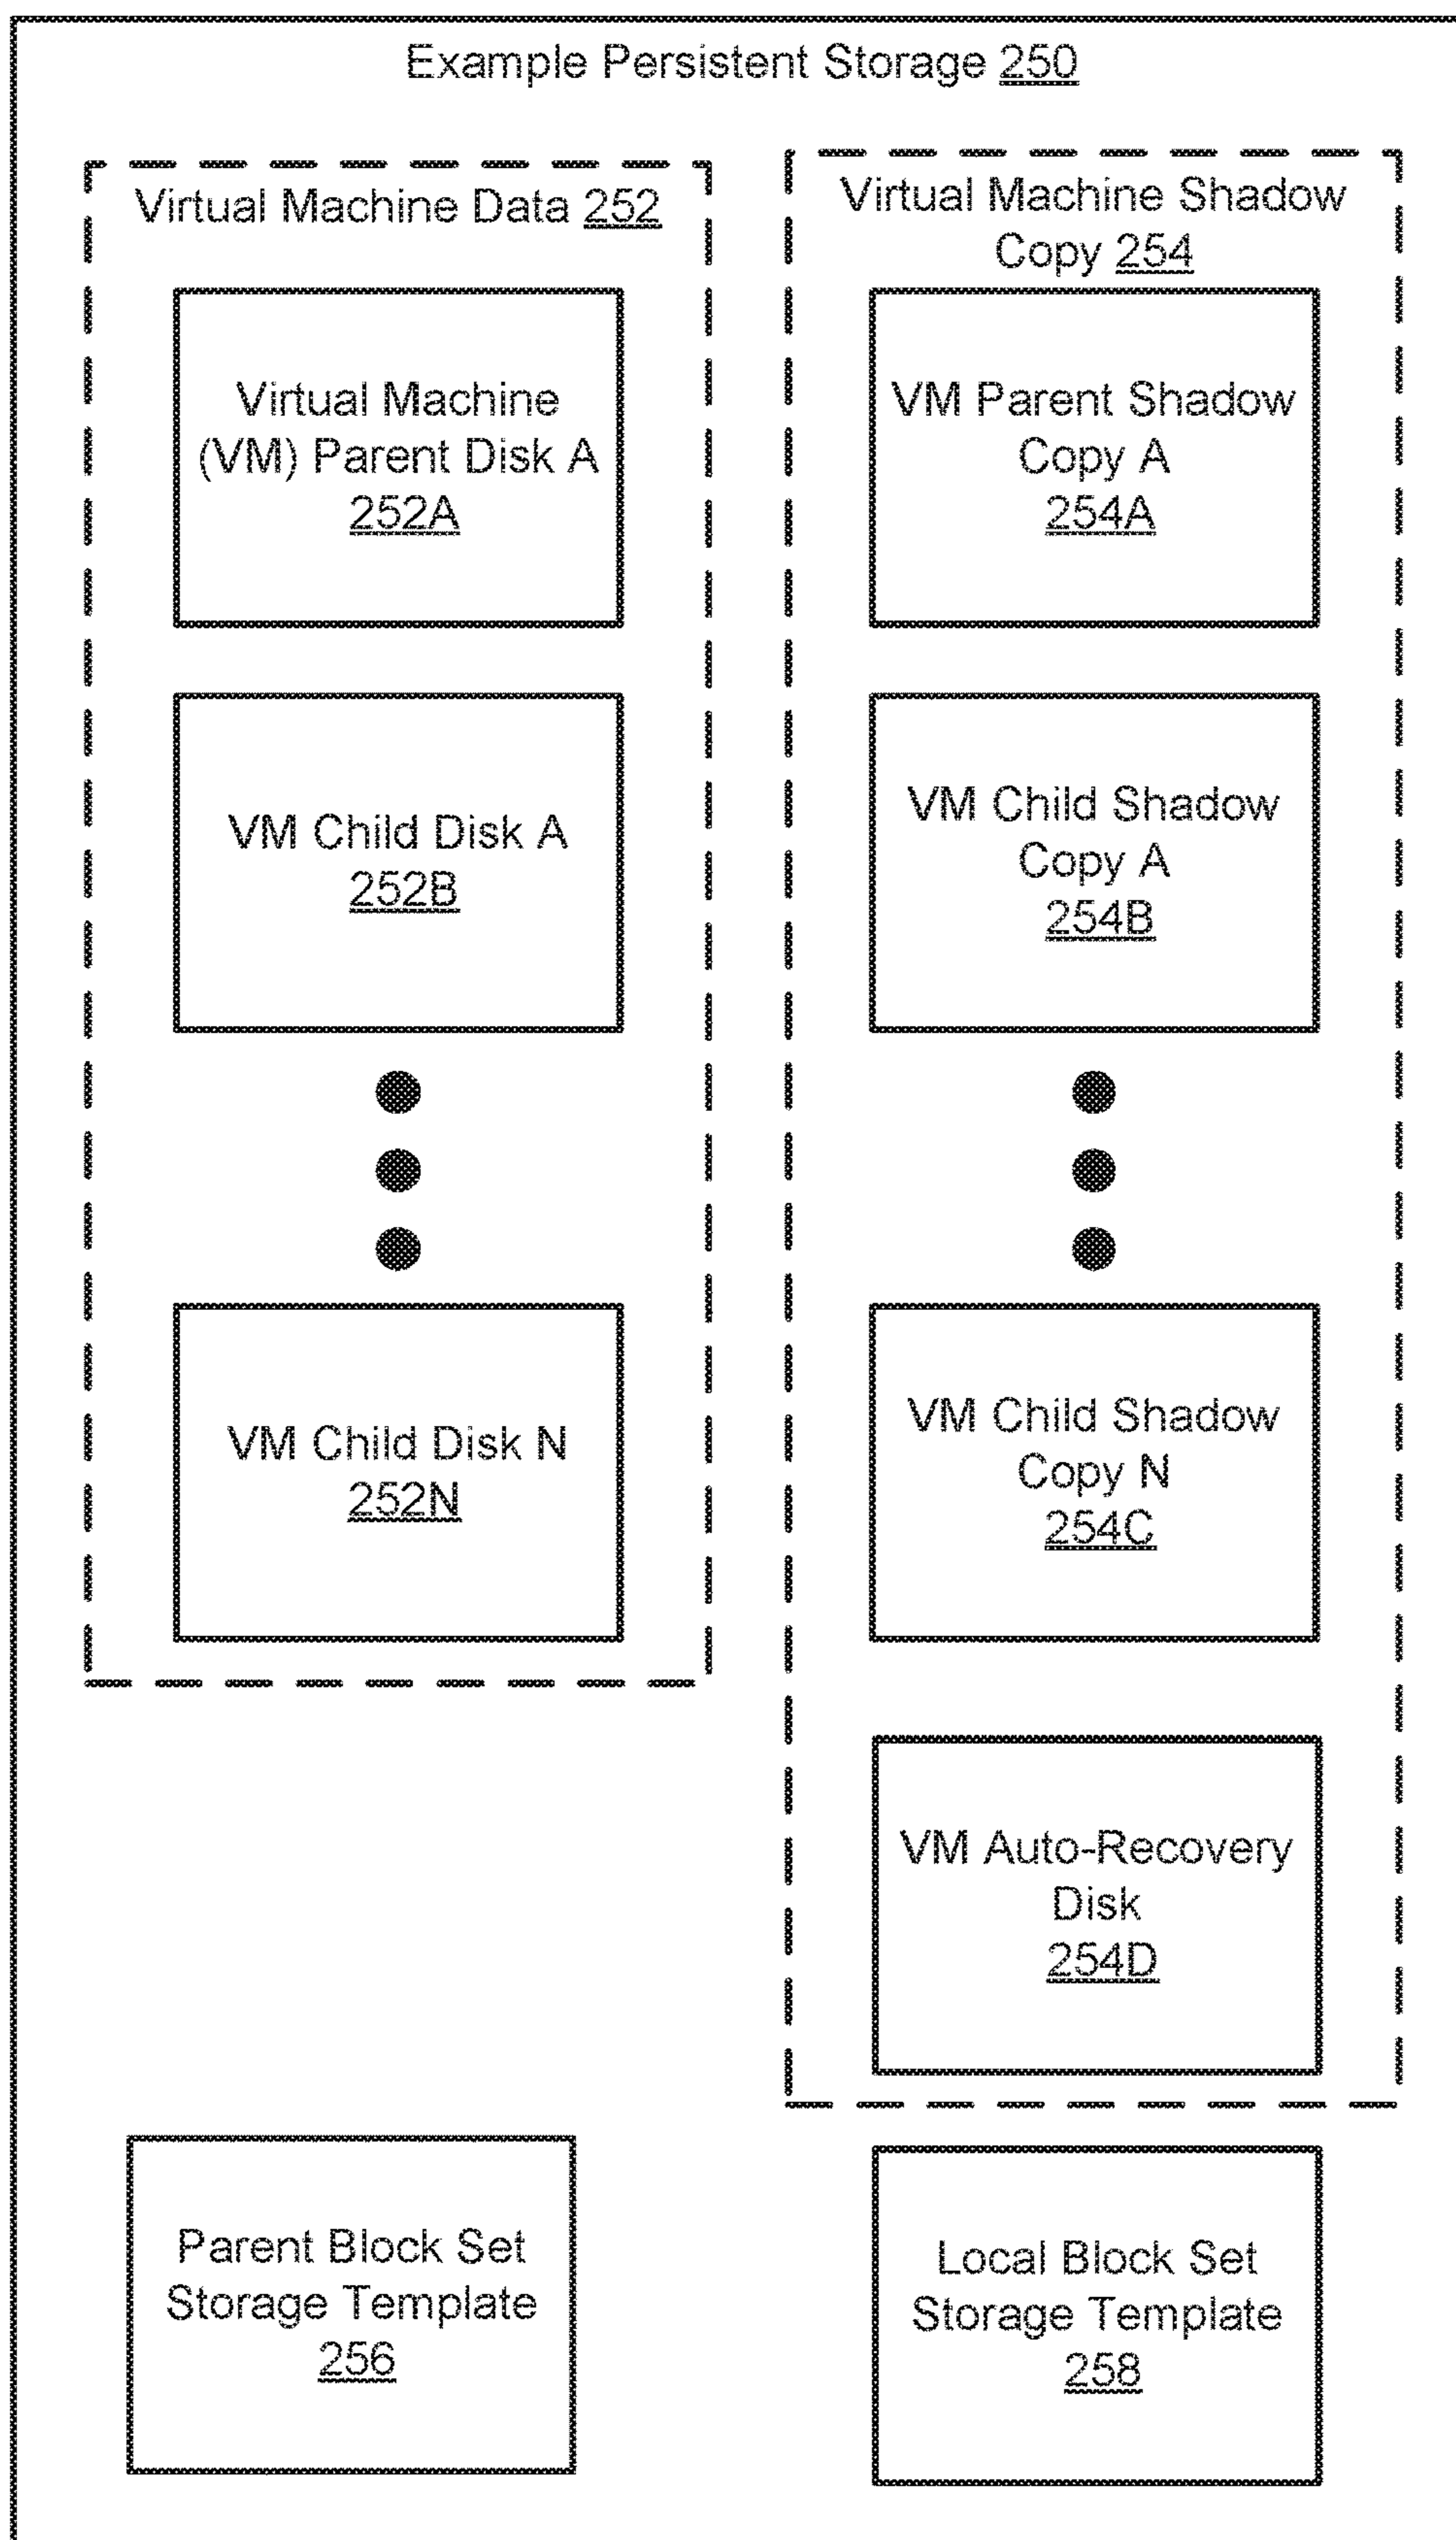 Example Persistent Storage 250
Virtual Machine Data 252
Virtual Machine
(VM) Parent Disk A
252A
VM Child Disk A
252B
VM Child Disk N
252N
Virtual Machine Shadow
Copy 254
VM Parent Shadow
Copy A
254A
VM Child Shadow
Copy A
254B
VM Child Shadow
Copy N
254C
VM Auto-Recovery
Disk
254D
Parent Block Set
Storage Template
256
Local Block Set
Storage Template
258